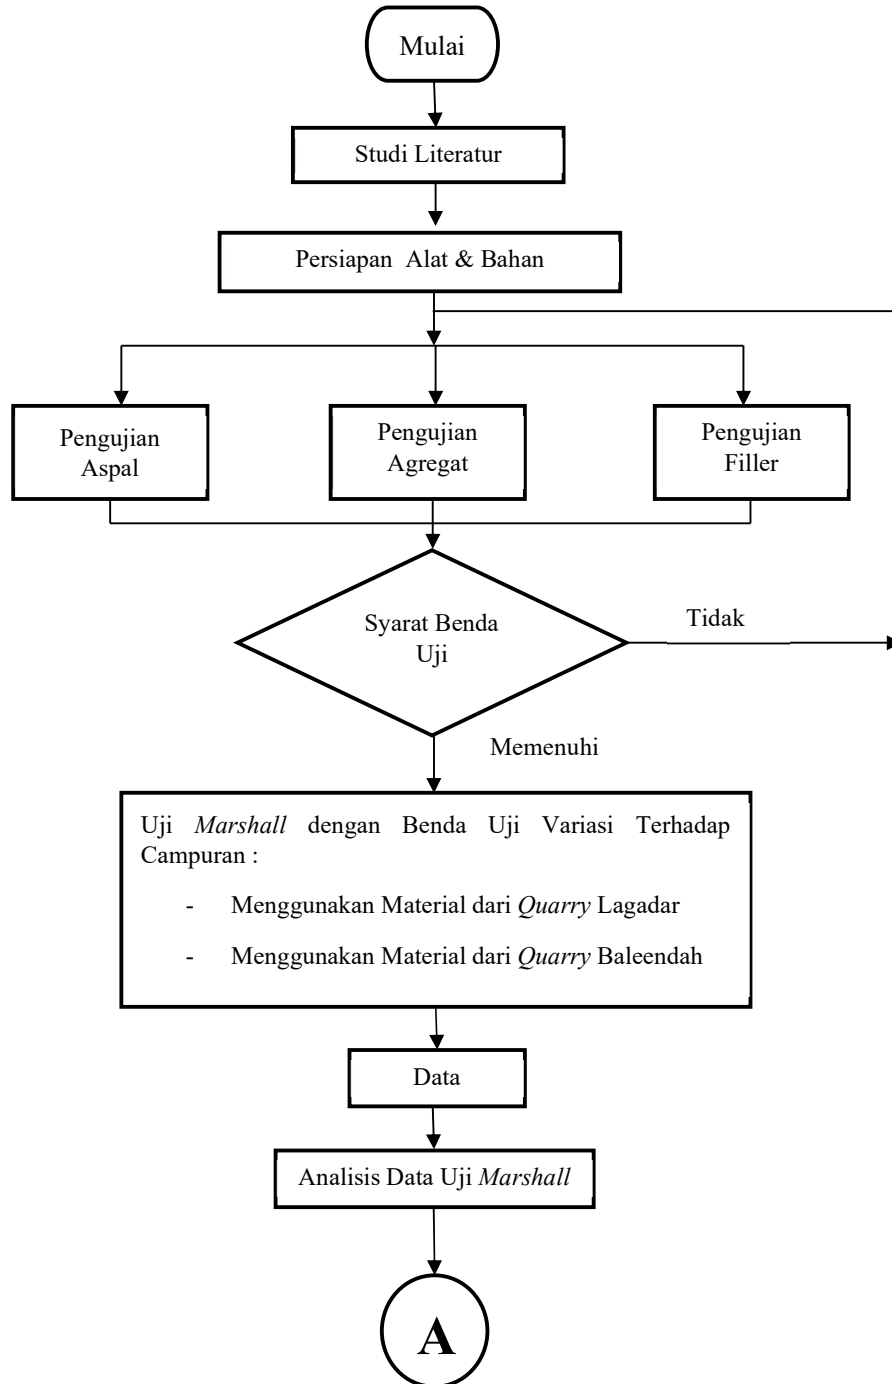 Mulai
Studi Literatur
Persiapan Alat & Bahan
Pengujian
Aspal
Pengujian
Agregat
Pengujian
Filler
Syarat Benda
Uji
Tidak
Memenuhi
Uji Marshall dengan Benda Uji Variasi Terhadap
Campuran :
- Menggunakan Material dari Quarry Lagadar
- Menggunakan Material dari Quarry Baleendah
Data
Analisis Data Uji Marshall
A